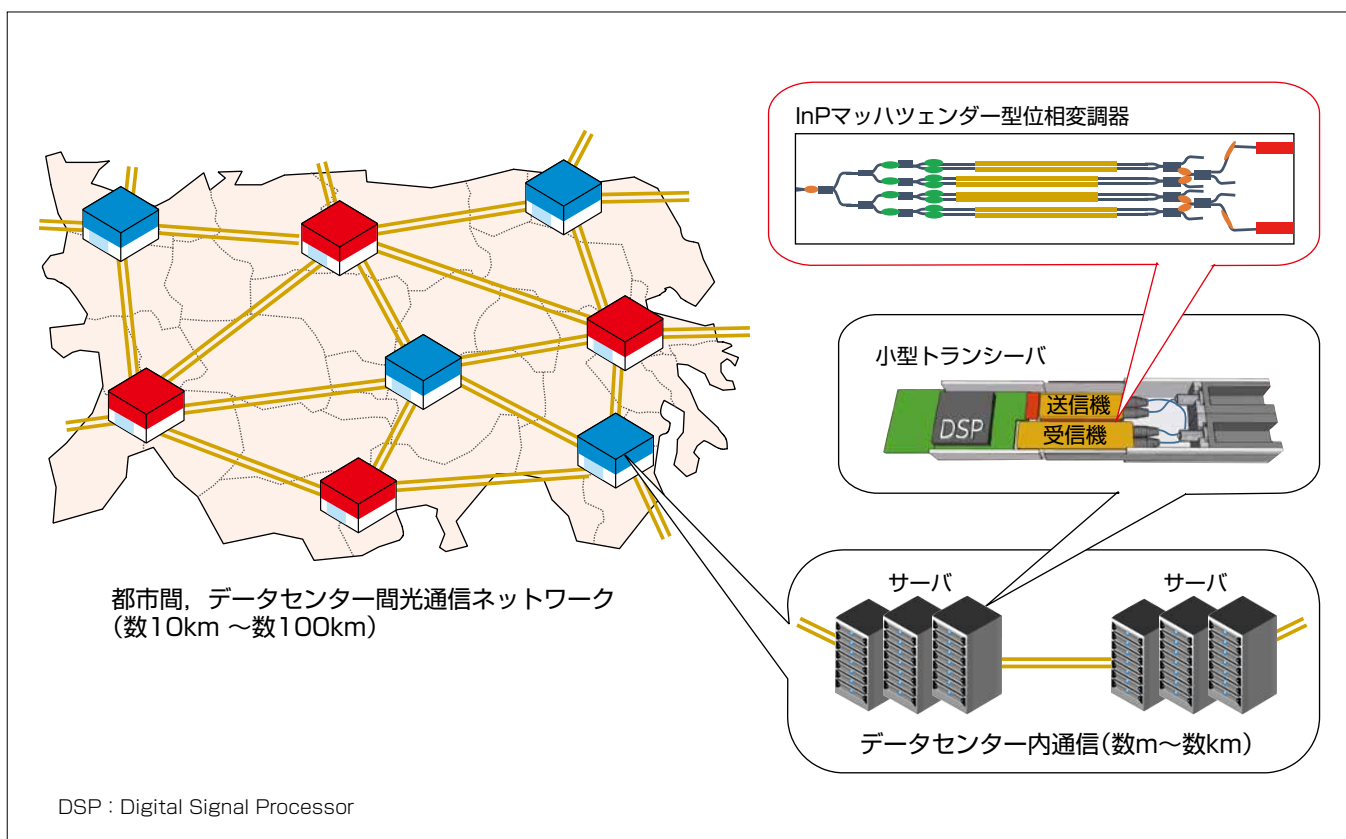 InPマッハツェンダー型位相変調器
小型トランシーバ
DSP
送信機
受信機
都市間，データセンター間光通信ネットワーク
（数10km ～数100km）
サーバ
サーバ
データセンター内通信（数m～数km）
DSP : Digital Signal Processor